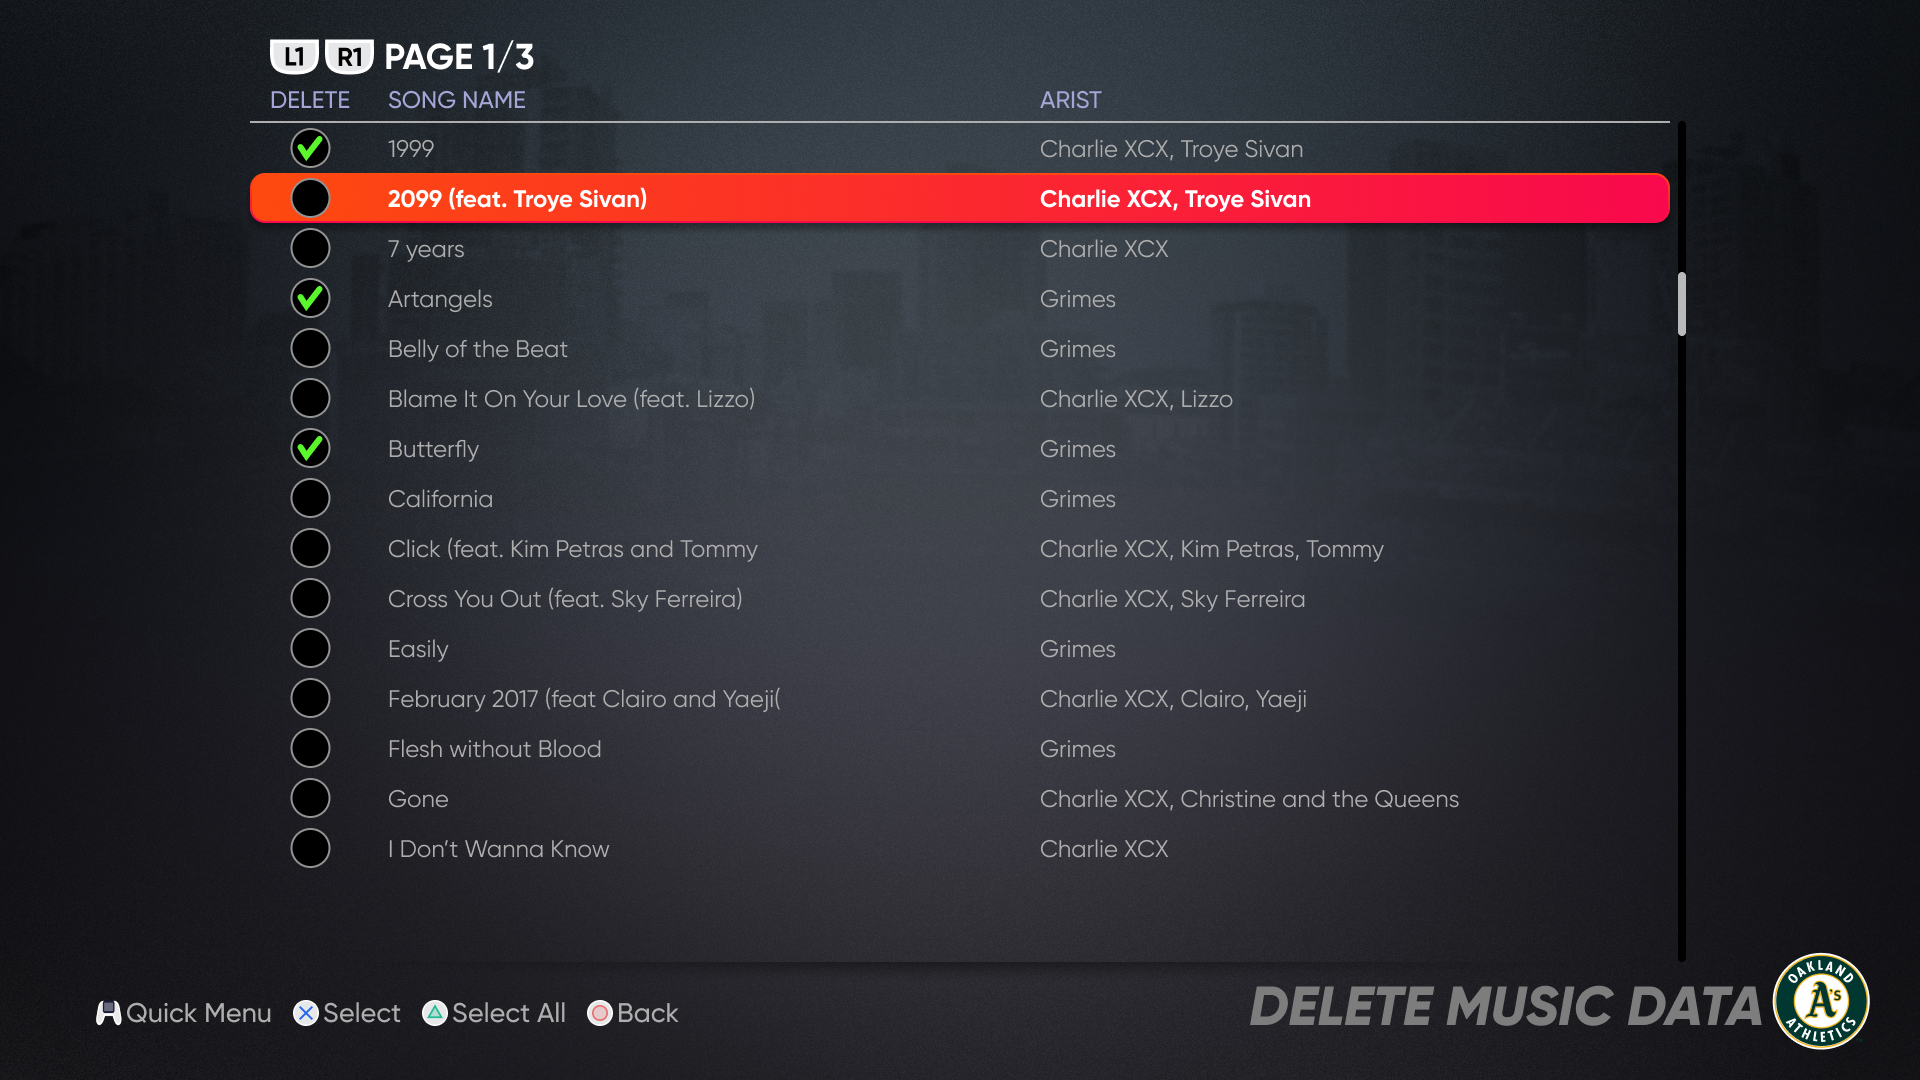 L1 R1 PAGE 1/3
DELETE SONG NAME ARIST
1999 Charlie XCX, Troye Sivan
2099 (feat. Troye Sivan) Charlie XCX, Troye Sivan
7 years Charlie XCX
Artangels Grimes
Belly of the Beat Grimes
Blame It On Your Love (feat. Lizzo) Charlie XCX, Lizzo
Butterfly Grimes
California Grimes
Click (feat. Kim Petras and Tommy Charlie XCX, Kim Petras, Tommy
Cross You Out (feat. Sky Ferreira) Charlie XCX, Sky Ferreira
Easily Grimes
February 2017 (feat Clairo and Yaeji( Charlie XCX, Clairo, Yaeji
Flesh without Blood Grimes
Gone Charlie XCX, Christine and the Queens
I Don’t Wanna Know Charlie XCX
Quick Menu Select Select All Back
DELETE MUSIC DATA
OAKLAND
A's
ATHLETICS